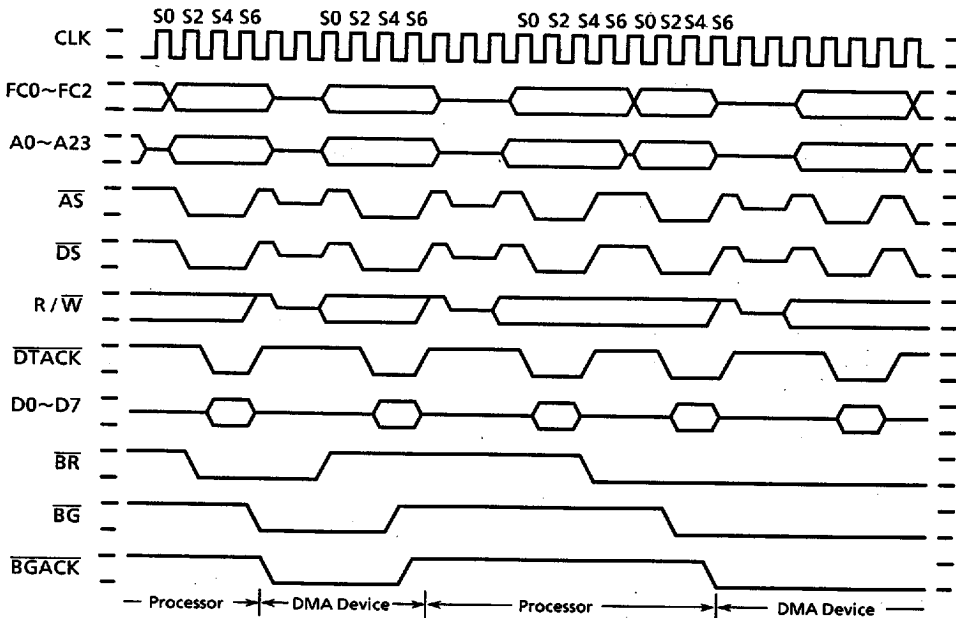 S0 S2 S4 S6 S0 S2 S4 S6 S0 S2 S4 S6 S0 S2 S4 S6
CLK
FC0~FC2
A0~A23
AS
DS
R / W
DTACK
D0~D7
BR
BG
BGACK
Processor DMA Device Processor DMA Device